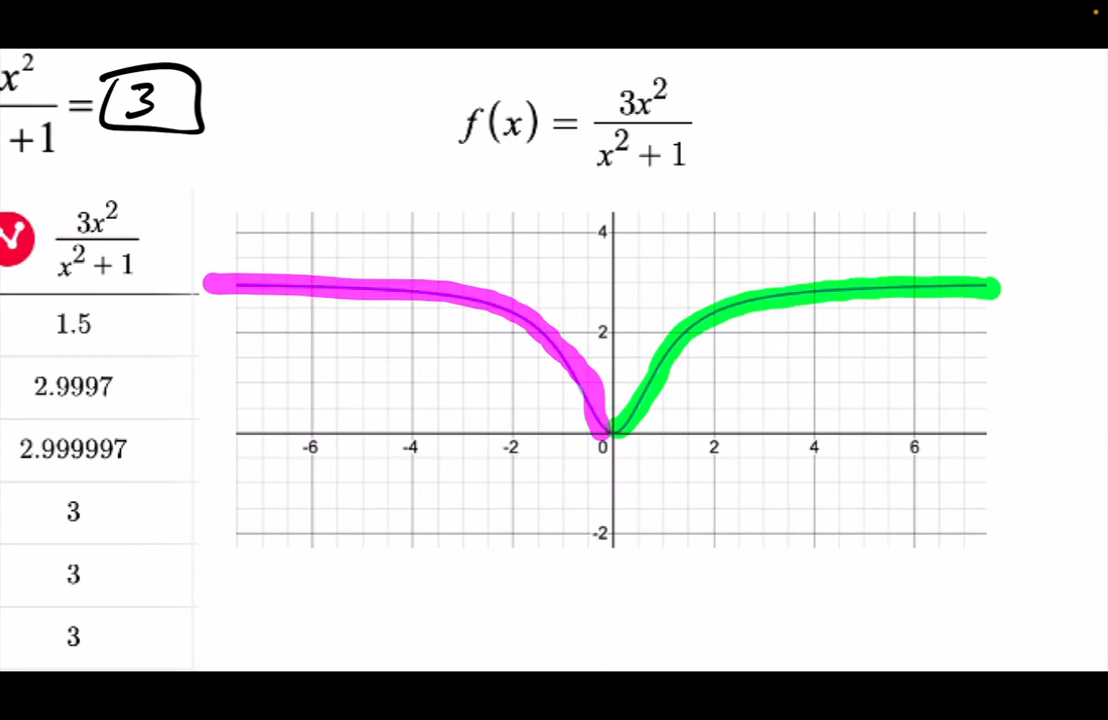 x²/+1 = 3
f(x) = 3x²/(x² + 1)
3x²/(x² + 1)
1.5
2.9997
2.999997
3
3
3
4
2
-6 -4 -2 0 2 4 6
-2